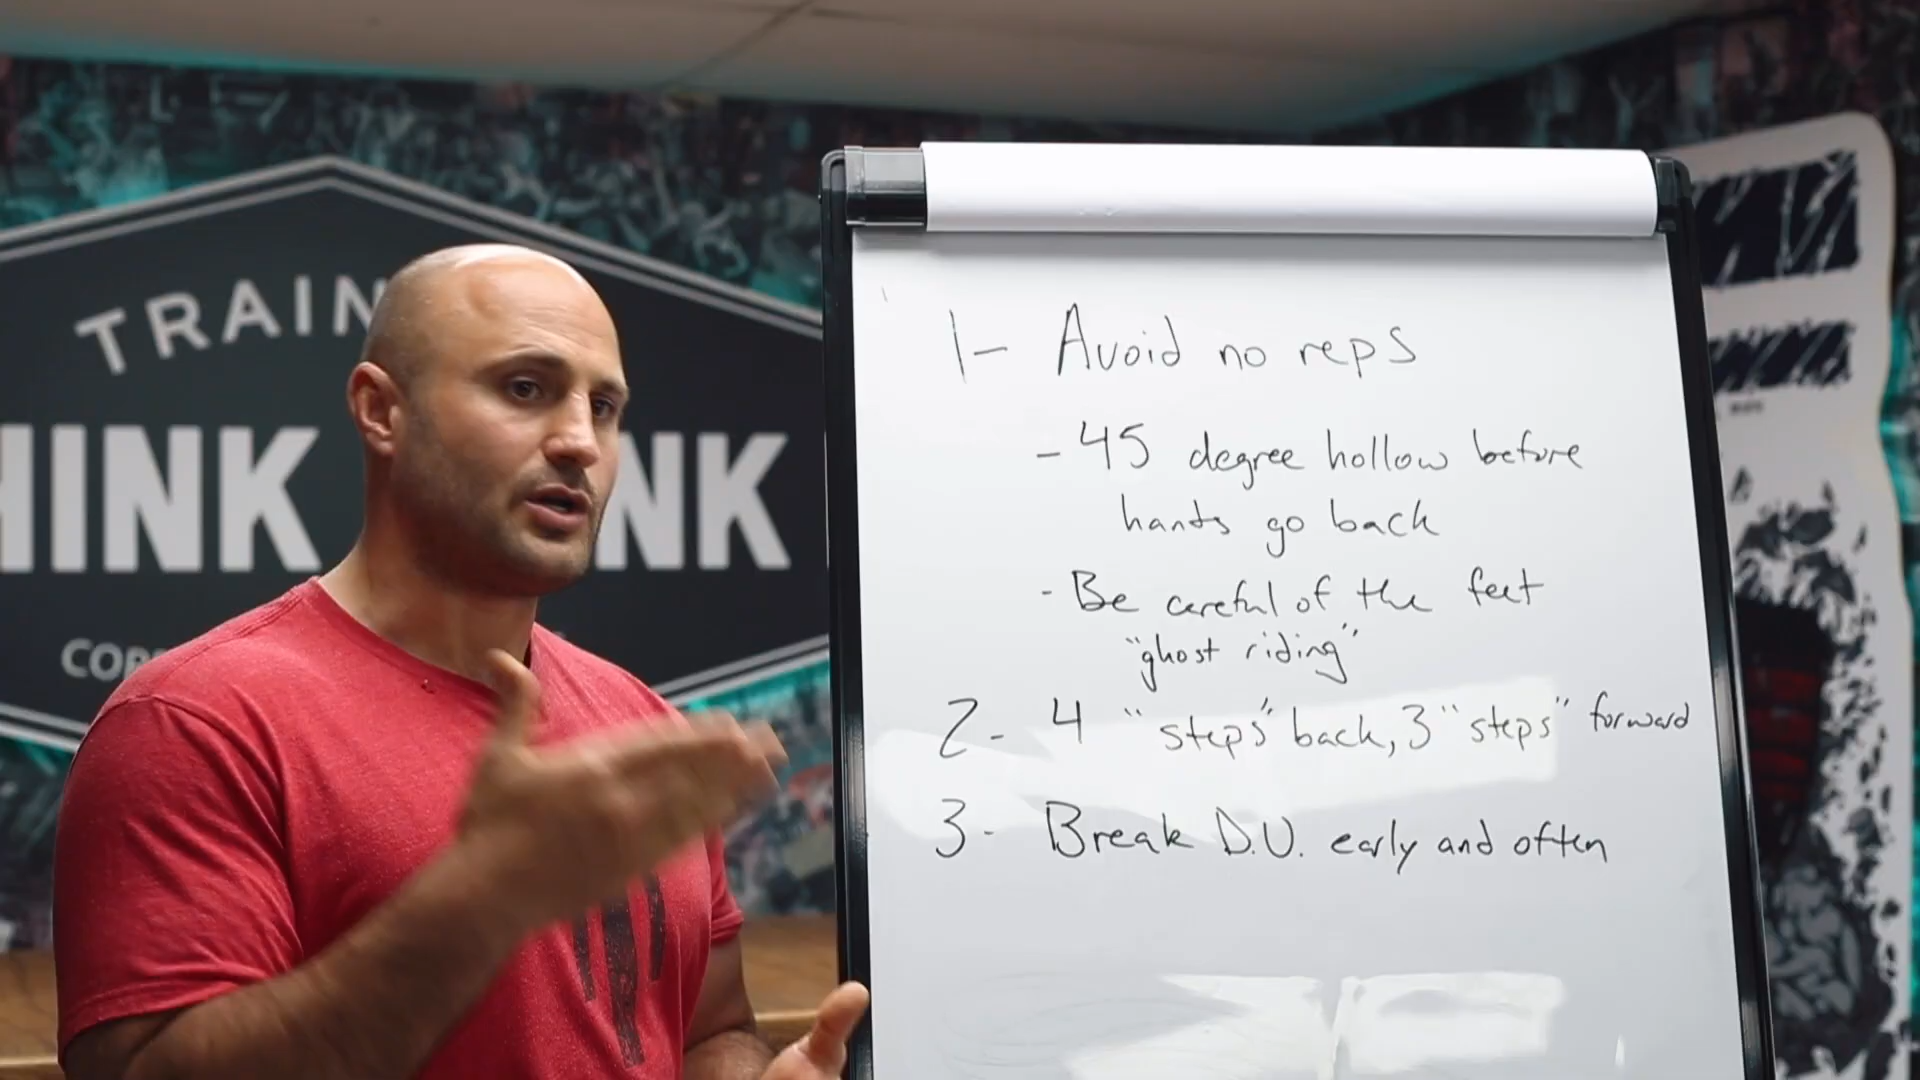 TRAIN
HINK
NK
COR
1- Avoid no reps
- 45 degree hollow before
hands go back
- Be careful of the feet
"ghost riding"
2- 4 "steps" back, 3 "steps" forward
3- Break D.U. early and often